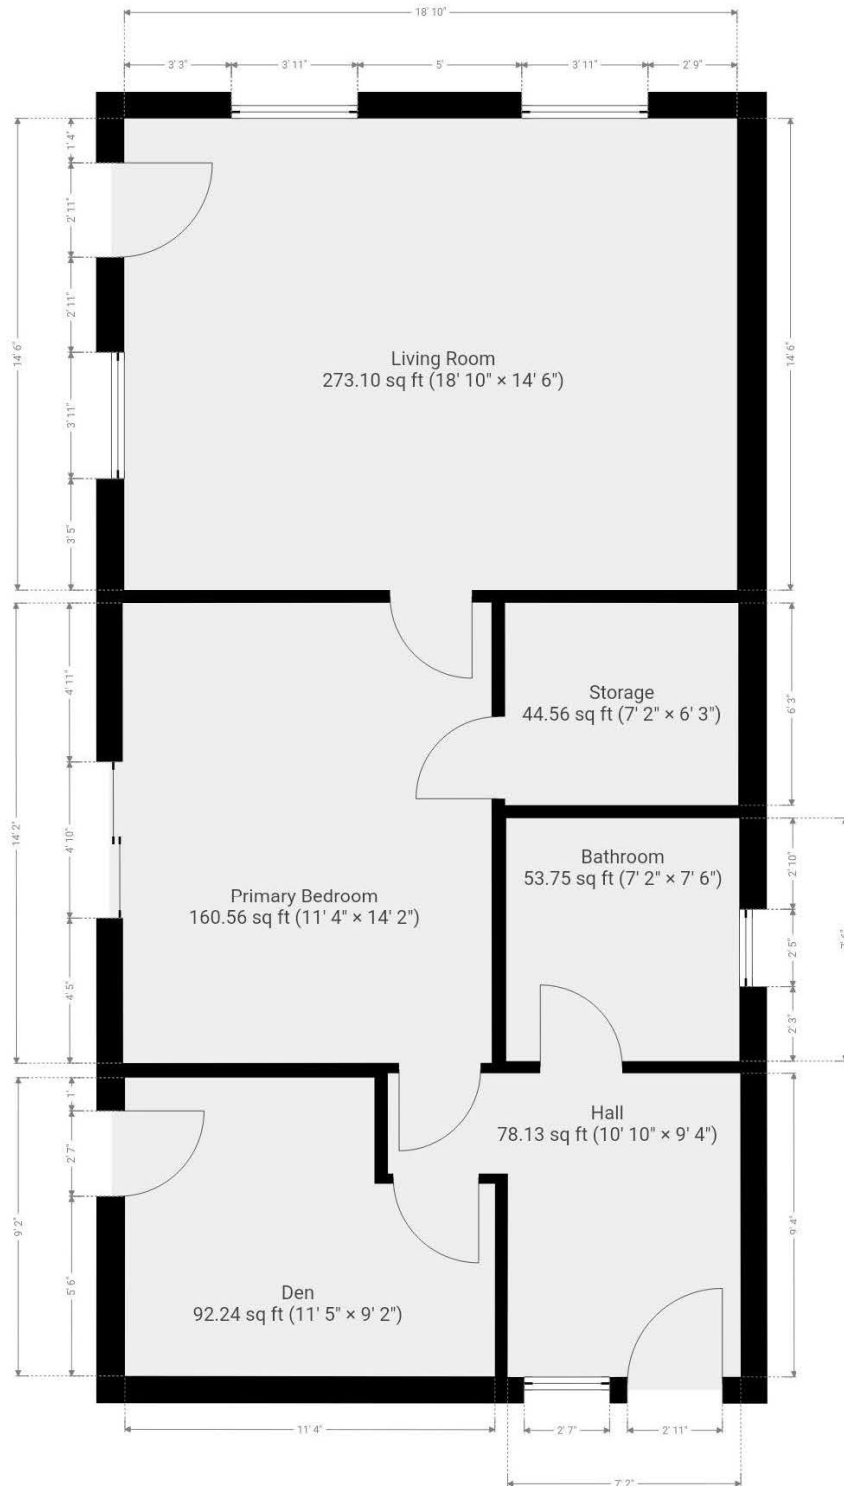 18' 10"
3' 3"
3' 11"
5'
3' 11"
2' 9"
1' 4"
2' 11"
2' 11"
14' 6"
14' 6"
Living Room
273.10 sq ft (18' 10" × 14' 6")
3' 11"
3' 5"
4' 11"
Storage
44.56 sq ft (7' 2" × 6' 3")
6' 3"
14' 2"
4' 10"
Bathroom
53.75 sq ft (7' 2" × 7' 6")
2' 10"
Primary Bedroom
160.56 sq ft (11' 4" × 14' 2")
2' 5"
7' 6"
4' 5"
2' 3"
1'
Hall
78.13 sq ft (10' 10" × 9' 4")
2' 7"
9' 2"
9' 4"
5' 6"
Den
92.24 sq ft (11' 5" × 9' 2")
11' 4"
2' 7"
2' 11"
7' 2"